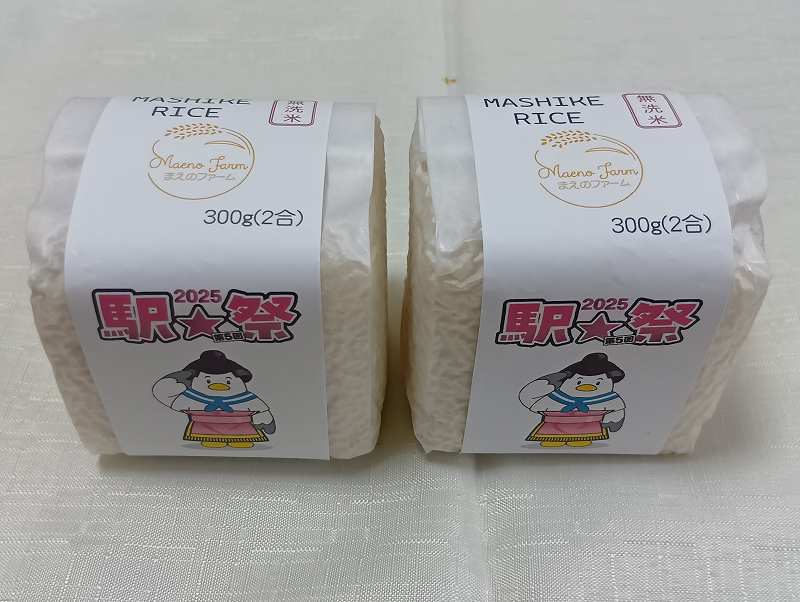 MASHIKE
RICE
無洗米
Maeno Farm
まえのファーム
300g(2合)
2025
駅★祭
第5回
MASHIKE
RICE
無洗米
Maeno Farm
まえのファーム
300g(2合)
2025
駅★祭
第5回